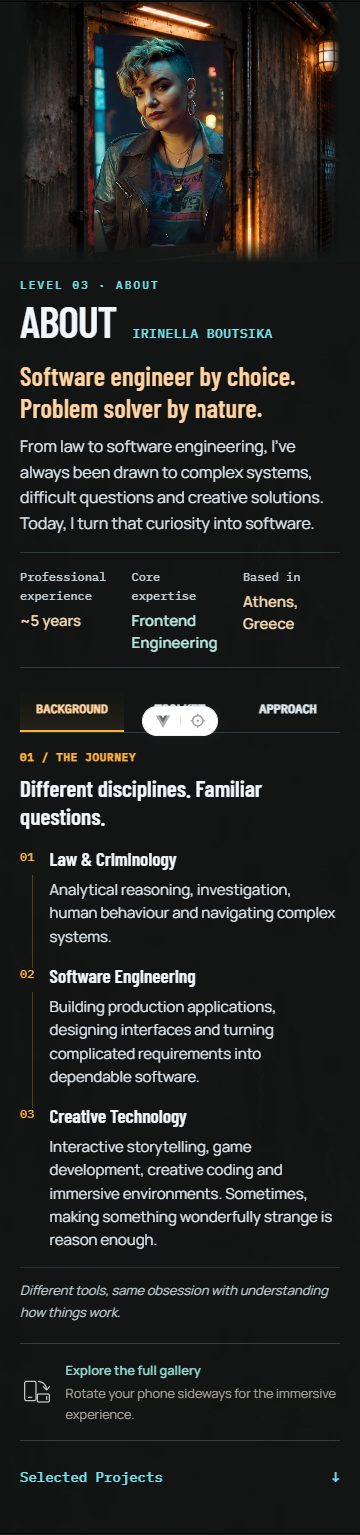 LEVEL 03 · ABOUT
ABOUT IRINELLA BOUTSIKA
Software engineer by choice.
Problem solver by nature.
From law to software engineering, I've
always been drawn to complex systems,
difficult questions and creative solutions.
Today, I turn that curiosity into software.
Professional experience
~5 years
Core expertise
Frontend Engineering
Based in
Athens, Greece
BACKGROUND
APPROACH
01 / THE JOURNEY
Different disciplines. Familiar
questions.
01 Law & Criminology
Analytical reasoning, investigation,
human behaviour and navigating complex
systems.
02 Software Engineering
Building production applications,
designing interfaces and turning
complicated requirements into
dependable software.
03 Creative Technology
Interactive storytelling, game
development, creative coding and
immersive environments. Sometimes,
making something wonderfully strange is
reason enough.
Different tools, same obsession with understanding
how things work.
Explore the full gallery
Rotate your phone sideways for the immersive
experience.
Selected Projects ↓